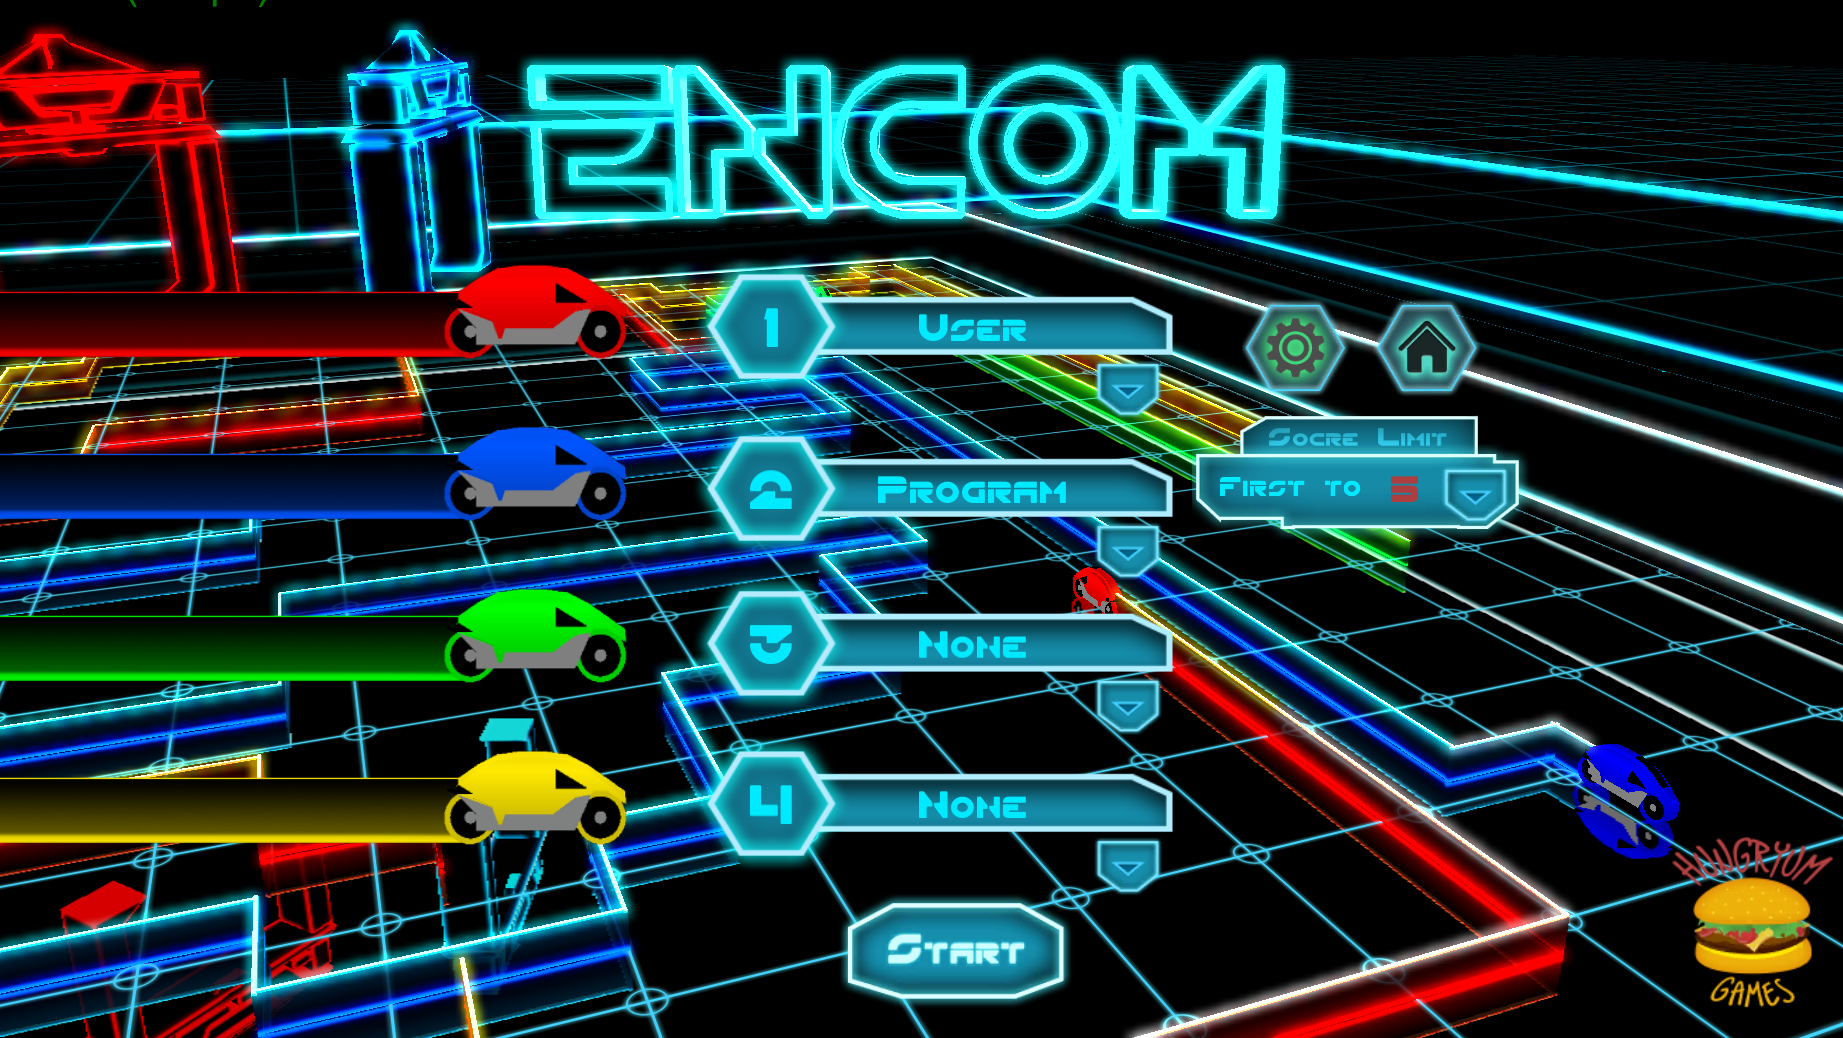 ENCOM
1 User
Socre Limit
2 Program
First to 5
3 None
4 None
Start
HUNGRYUM
GAMES